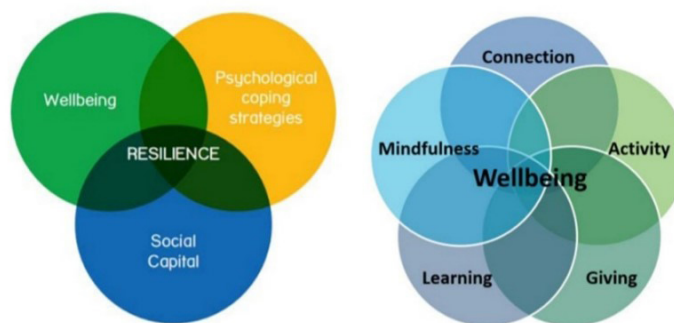 Wellbeing
Psychological
coping
strategies
RESILIENCE
Social
Capital
Connection
Mindfulness
Activity
Wellbeing
Learning
Giving